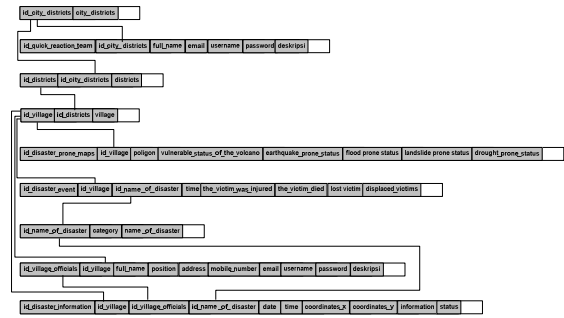 id_city_districts city_districts
id_quick_reaction_team id_city_districts full_name email username password deskripsi
id_districts id_city_districts districts
id_village id_districts village
id_disaster_prone_maps id_village poligon vulnerable_status_of_the_volcano earthquake_prone_status flood prone status landslide prone status drought_prone_status
id_disaster_event id_village id_name_of_disaster time the_victim_was_injured the_victim_died lost victim displaced_victims
id_name_of_disaster category name_of_disaster
id_village_officials id_village full_name position address mobile_number email username password deskripsi
id_disaster_information id_village id_village_officials id_name_of_disaster date time coordinates_x coordinates_y information status